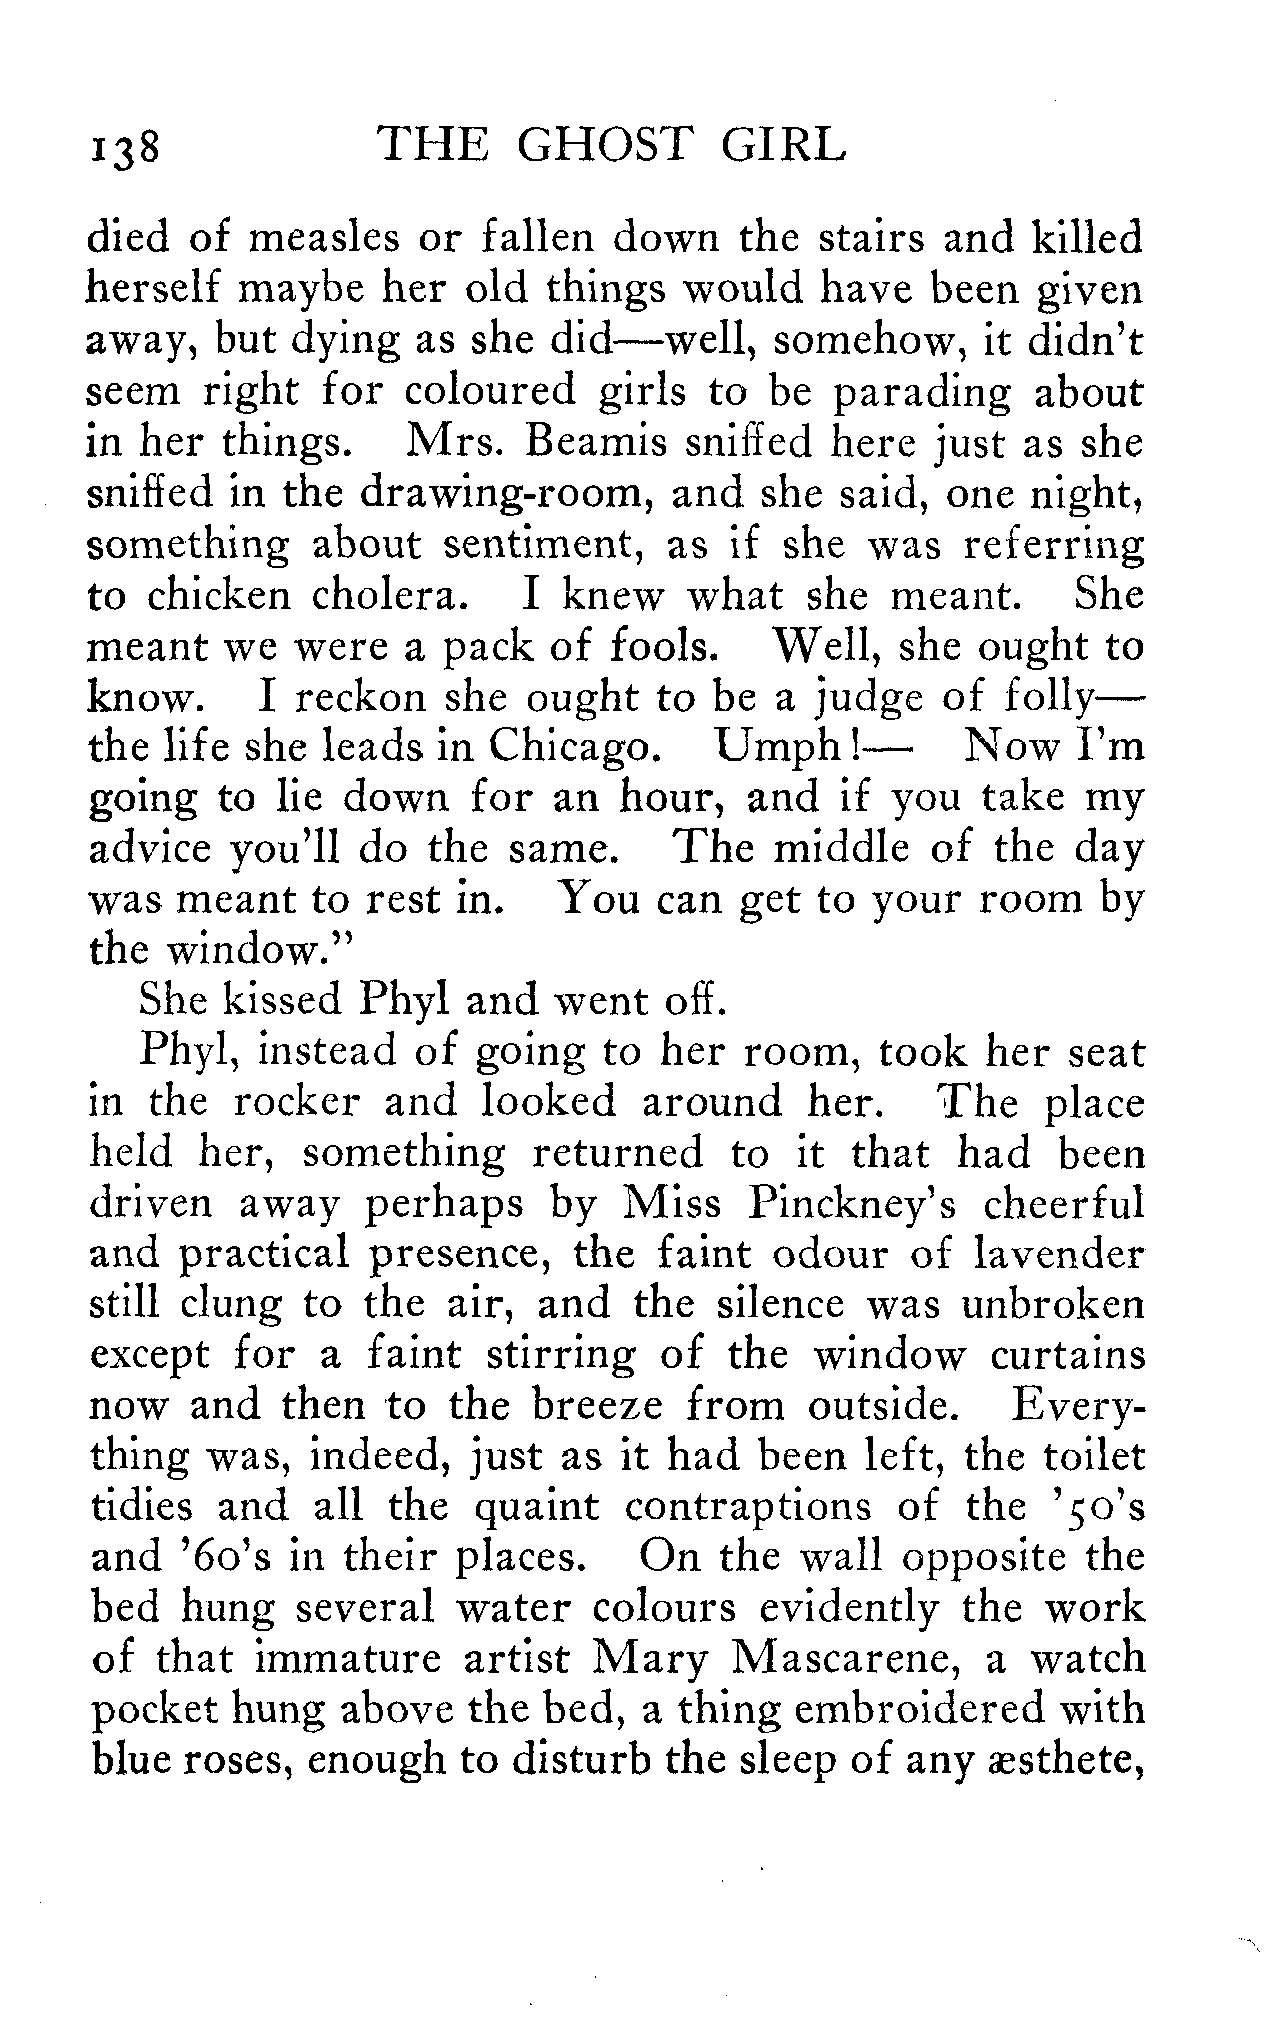 138 THE GHOST GIRL
died of measles or fallen down the stairs and killed
herself maybe her old things would have been given
away, but dying as she did—well, somehow, it didn't
seem right for coloured girls to be parading about
in her things. Mrs. Beamis sniffed here just as she
sniffed in the drawing-room, and she said, one night,
something about sentiment, as if she was referring
to chicken cholera. I knew what she meant. She
meant we were a pack of fools. Well, she ought to
know. I reckon she ought to be a judge of folly—
the life she leads in Chicago. Umph!— Now I'm
going to lie down for an hour, and if you take my
advice you'll do the same. The middle of the day
was meant to rest in. You can get to your room by
the window."
She kissed Phyl and went off.
Phyl, instead of going to her room, took her seat
in the rocker and looked around her. The place
held her, something returned to it that had been
driven away perhaps by Miss Pinckney's cheerful
and practical presence, the faint odour of lavender
still clung to the air, and the silence was unbroken
except for a faint stirring of the window curtains
now and then to the breeze from outside. Every-
thing was, indeed, just as it had been left, the toilet
tidies and all the quaint contraptions of the '50's
and '60's in their places. On the wall opposite the
bed hung several water colours evidently the work
of that immature artist Mary Mascarene, a watch
pocket hung above the bed, a thing embroidered with
blue roses, enough to disturb the sleep of any æsthete,